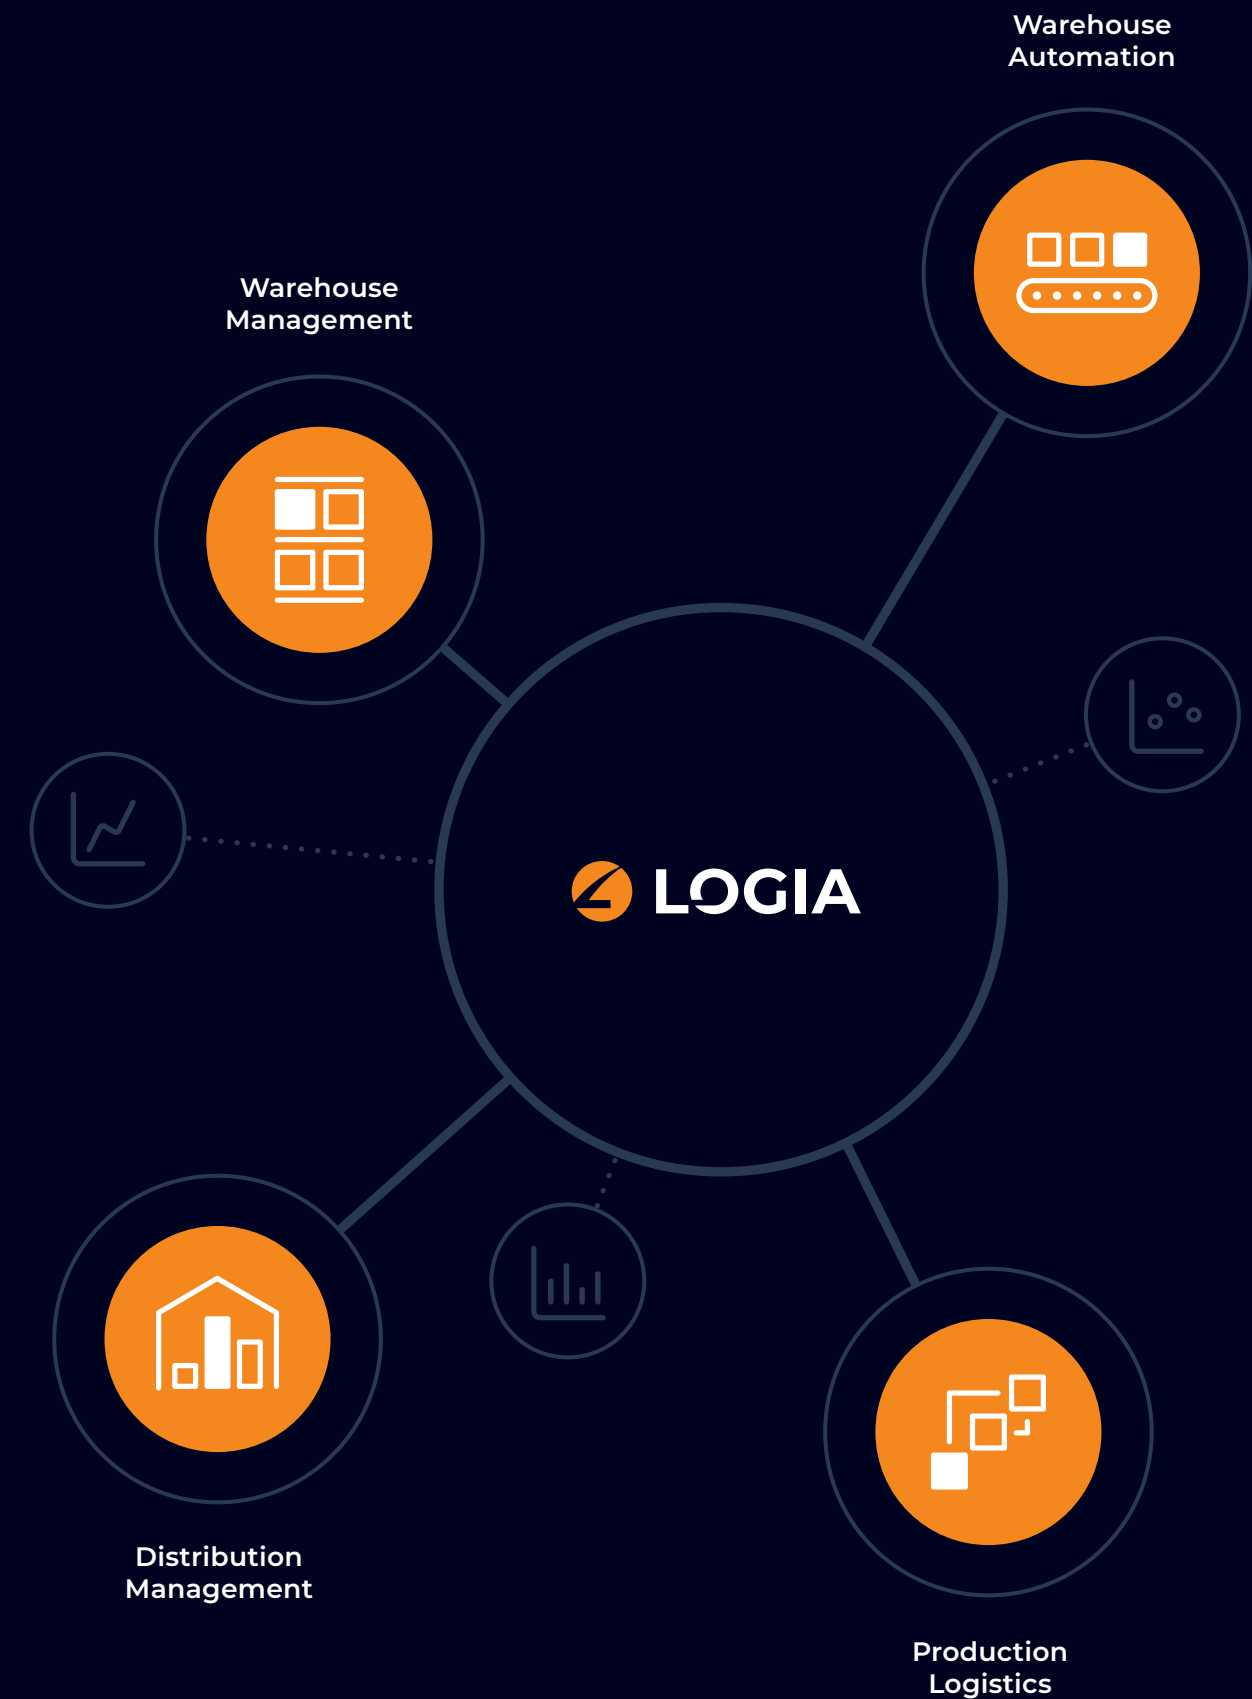 Warehouse
Automation
Warehouse
Management
LOGIA
Distribution
Management
Production
Logistics